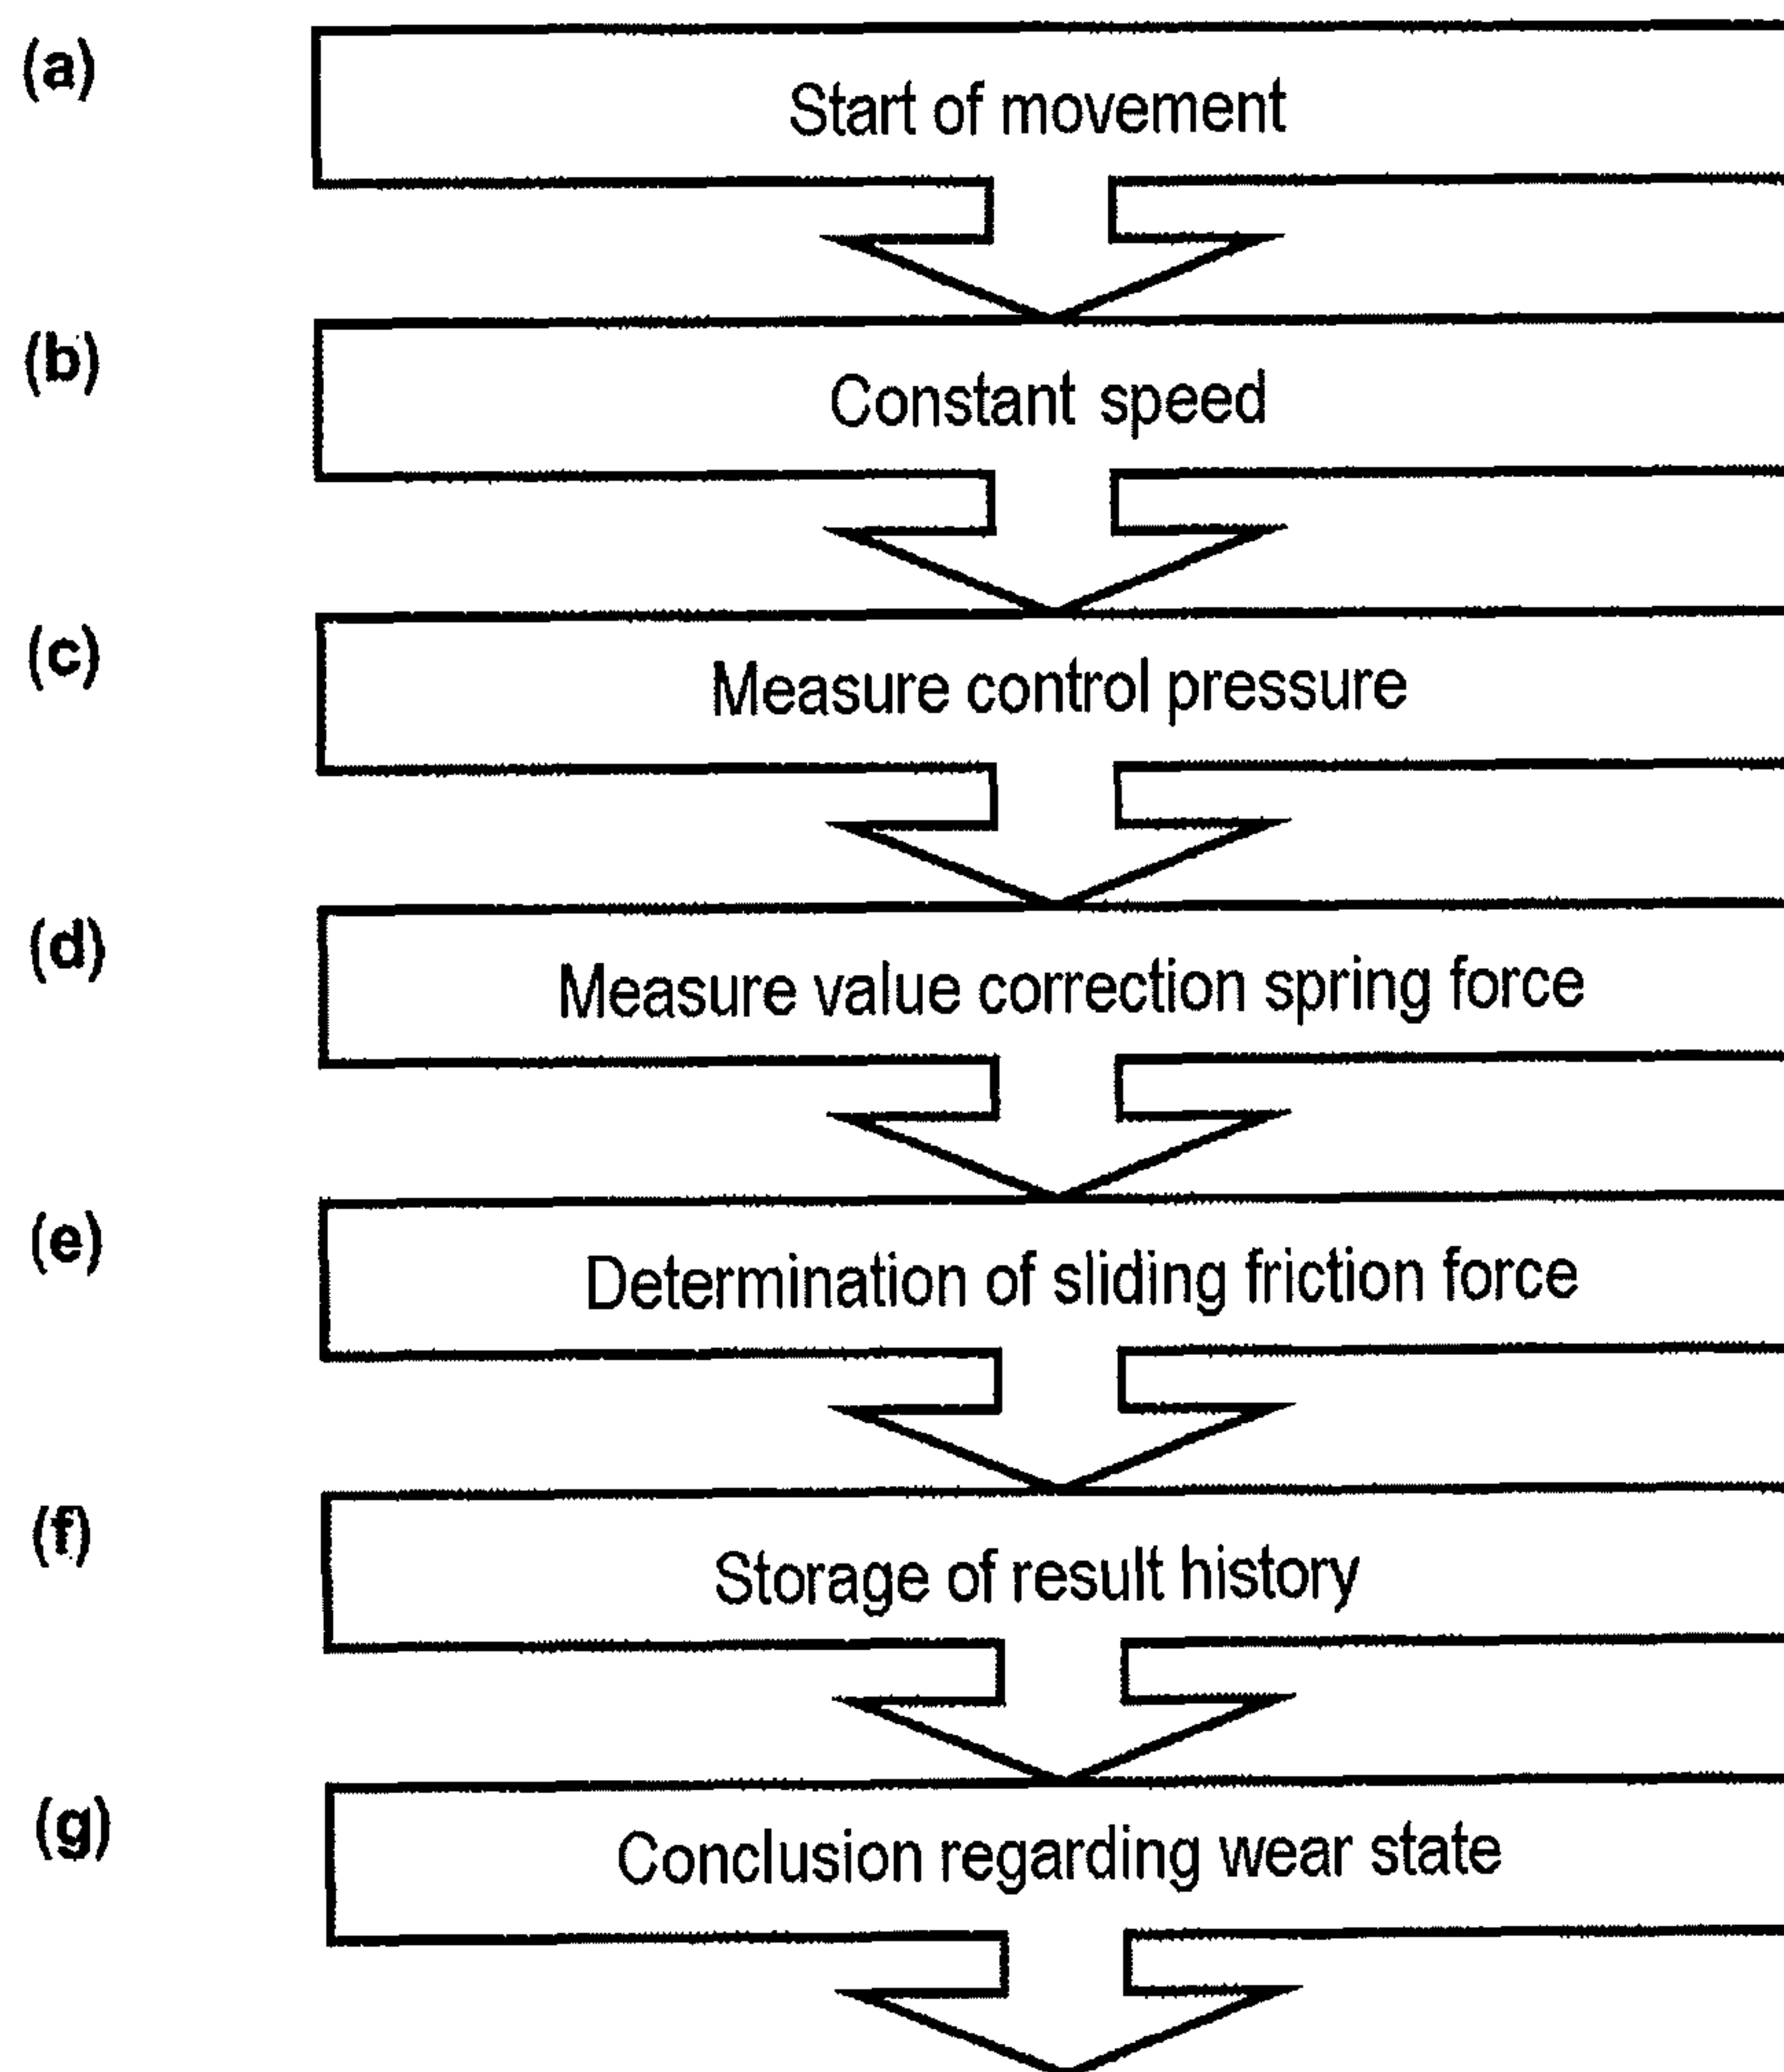 (a) Start of movement
(b) Constant speed
(c) Measure control pressure
(d) Measure value correction spring force
(e) Determination of sliding friction force
(f) Storage of result history
(g) Conclusion regarding wear state